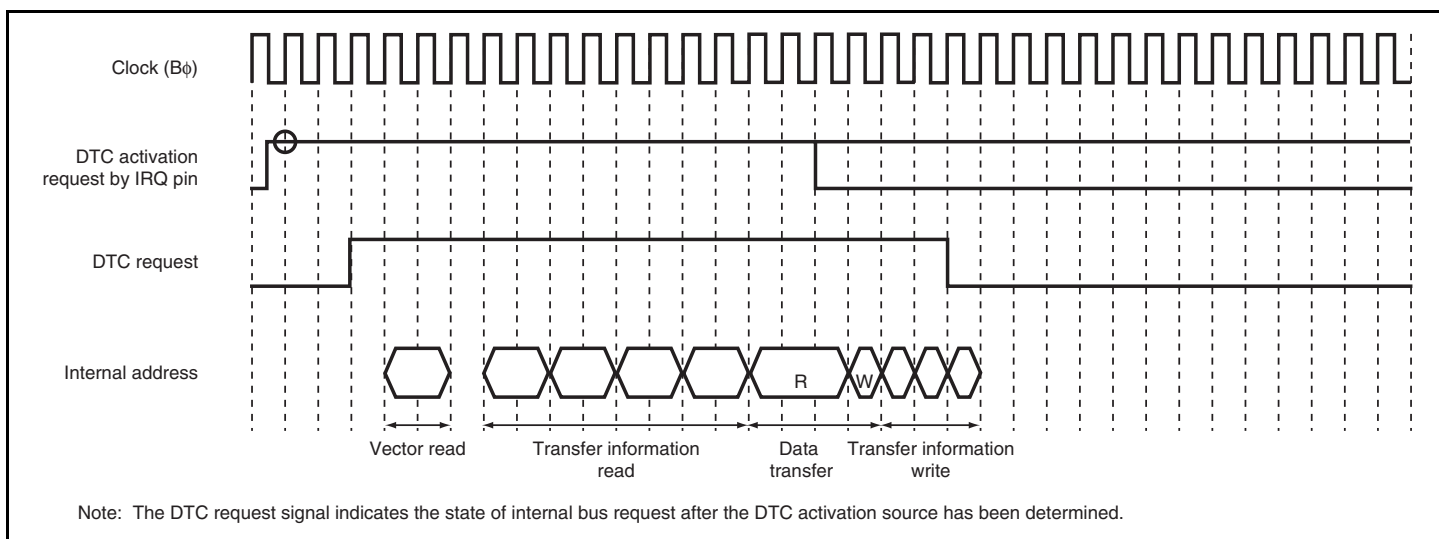 Clock (Bϕ)
DTC activation
request by IRQ pin
DTC request
Internal address
R
W
Vector read
Transfer information
read
Data
transfer
Transfer information
write
Note: The DTC request signal indicates the state of internal bus request after the DTC activation source has been determined.